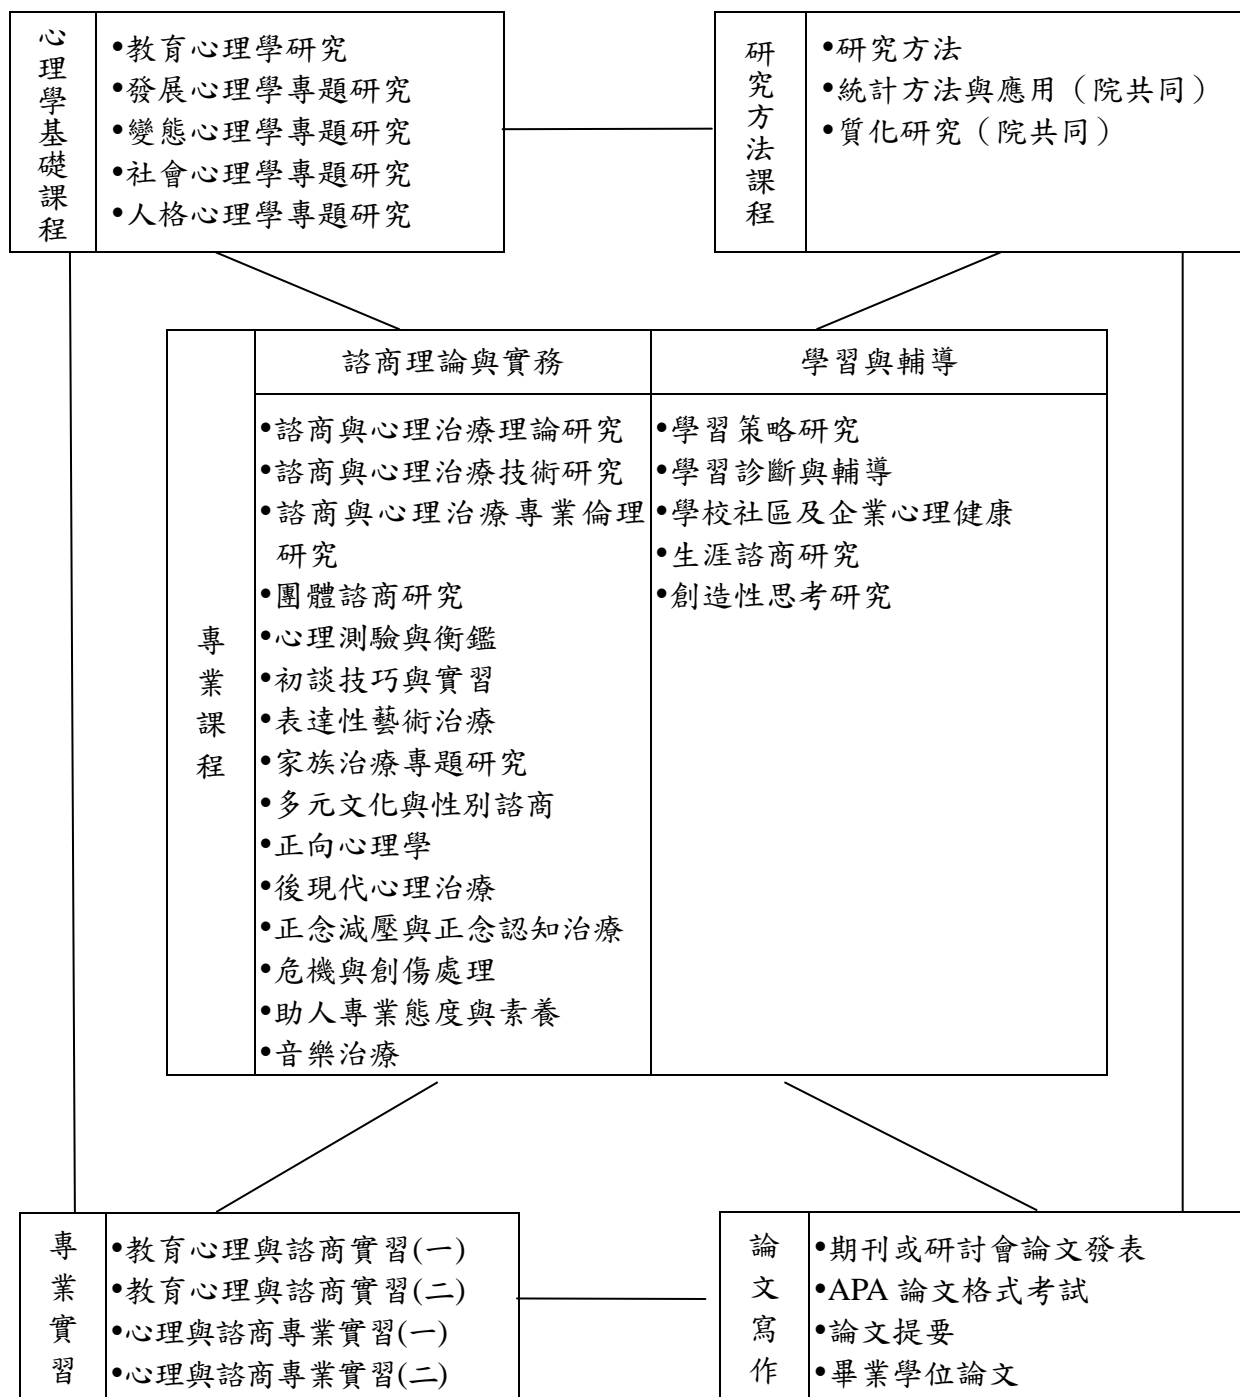 心理學基礎課程
•教育心理學研究
•發展心理學專題研究
•變態心理學專題研究
•社會心理學專題研究
•人格心理學專題研究
研究方法課程
•研究方法
•統計方法與應用（院共同）
•質化研究（院共同）
專業課程
諮商理論與實務
•諮商與心理治療理論研究
•諮商與心理治療技術研究
•諮商與心理治療專業倫理
研究
•團體諮商研究
•心理測驗與衡鑑
•初談技巧與實習
•表達性藝術治療
•家族治療專題研究
•多元文化與性別諮商
•正向心理學
•後現代心理治療
•正念減壓與正念認知治療
•危機與創傷處理
•助人專業態度與素養
•音樂治療
學習與輔導
•學習策略研究
•學習診斷與輔導
•學校社區及企業心理健康
•生涯諮商研究
•創造性思考研究
專業實習
•教育心理與諮商實習(一)
•教育心理與諮商實習(二)
•心理與諮商專業實習(一)
•心理與諮商專業實習(二)
論文寫作
•期刊或研討會論文發表
•APA 論文格式考試
•論文提要
•畢業學位論文